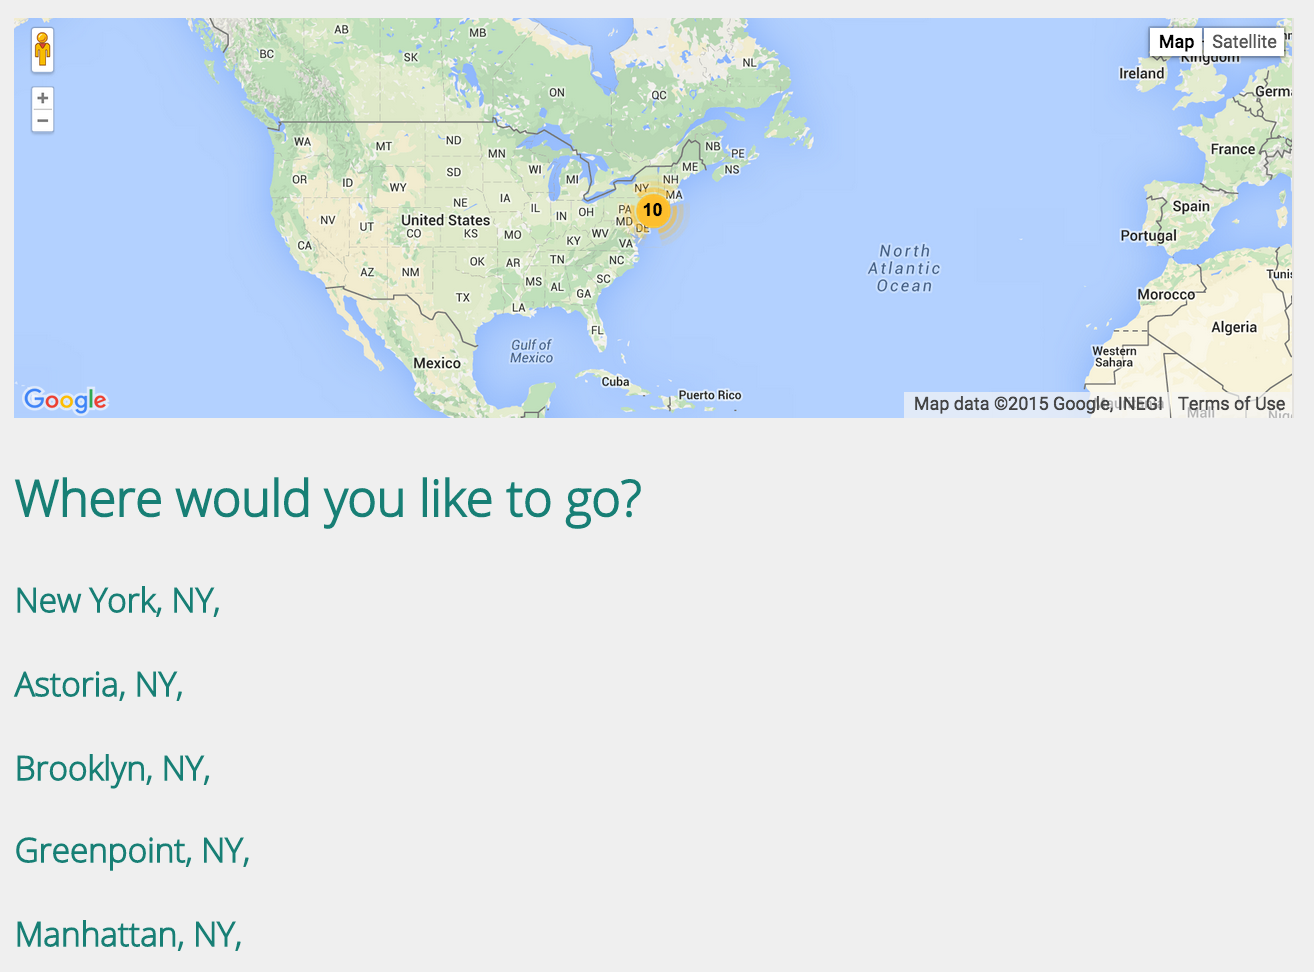 AB
MB
BC
SK
NL
ON
QC
Map
Satellite
Kingdom
Ireland
France
Spain
Portugal
Morocco
Algeria
Western
Sahara
WA
MT
ND
MN
NB
PE
NS
ME
OR
ID
WY
SD
WI
MI
NY
NH
MA
NE
IA
IL
IN
OH
PA
MD
DE
10
NV
UT
United States
CO
KS
MO
KY
WV
VA
CA
AZ
NM
OK
AR
TN
NC
TX
MS
AL
GA
SC
LA
FL
North
Atlantic
Ocean
Gulf of
Mexico
Mexico
Cuba
Puerto Rico
Google
Map data ©2015 Google, INEGI
Terms of Use
Mali
Where would you like to go?
New York, NY,
Astoria, NY,
Brooklyn, NY,
Greenpoint, NY,
Manhattan, NY,